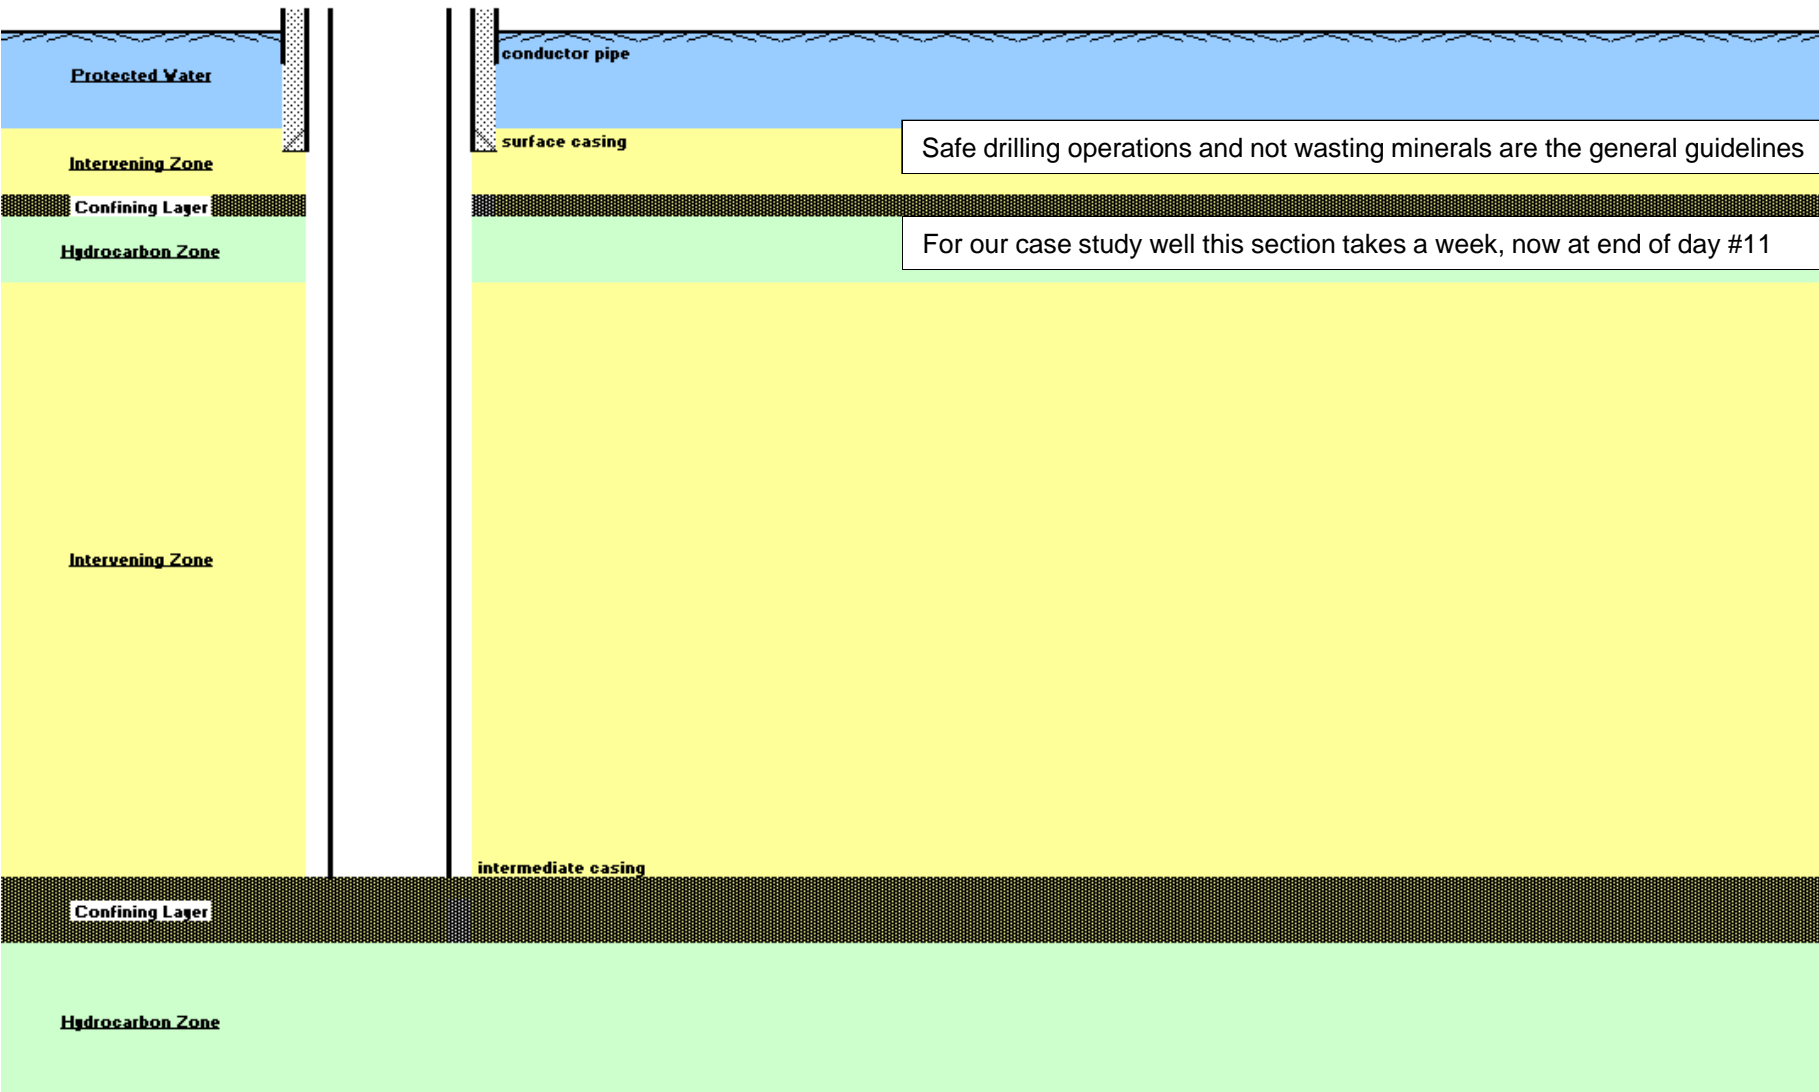 conductor pipe
Protected Water
surface casing
Safe drilling operations and not wasting minerals are the general guidelines
Intervening Zone
Confining Layer
For our case study well this section takes a week, now at end of day #11
Hydrocarbon Zone
Intervening Zone
intermediate casing
Confining Layer
Hydrocarbon Zone